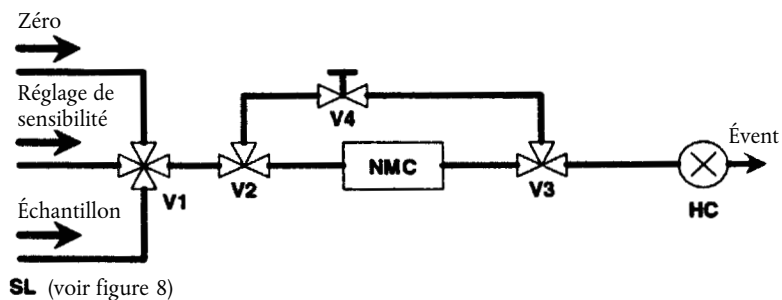 Zéro
Réglage de
sensibilité
Échantillon
SL (voir figure 8)
V1
V2
V4
NMC
V3
HC
Évent